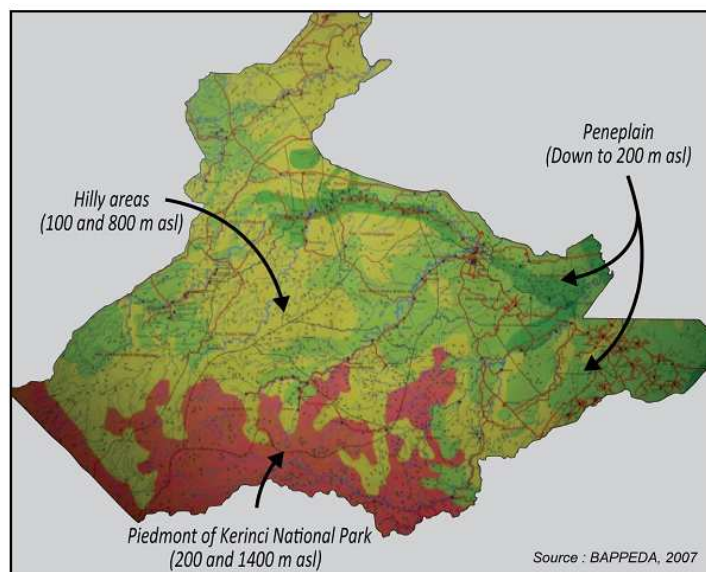 Peneplain
(Down to 200 m asl)
Hilly areas
(100 and 800 m asl)
Piedmont of Kerinci National Park
(200 and 1400 m asl)
Source : BAPPEDA, 2007